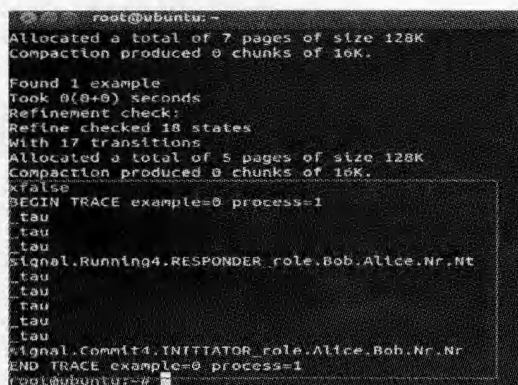 root@ubuntu: ~
Allocated a total of 7 pages of size 128K
Compaction produced 0 chunks of 16K.
Found 1 example
Took 0(0+0) seconds
Refinement check:
Refine checked 18 states
With 17 transitions
Allocated a total of 5 pages of size 128K
Compaction produced 0 chunks of 16K.
xfalse
BEGIN TRACE example=0 process=1
_tau
_tau
_tau
signal.Running4.RESPONDER_role.Bob.Alice.Nr.Nt
_tau
_tau
_tau
_tau
_tau
signal.Commit4.INITIATOR_role.Alice.Bob.Nr.Nr
END TRACE example=0 process=1
root@ubuntu:~#